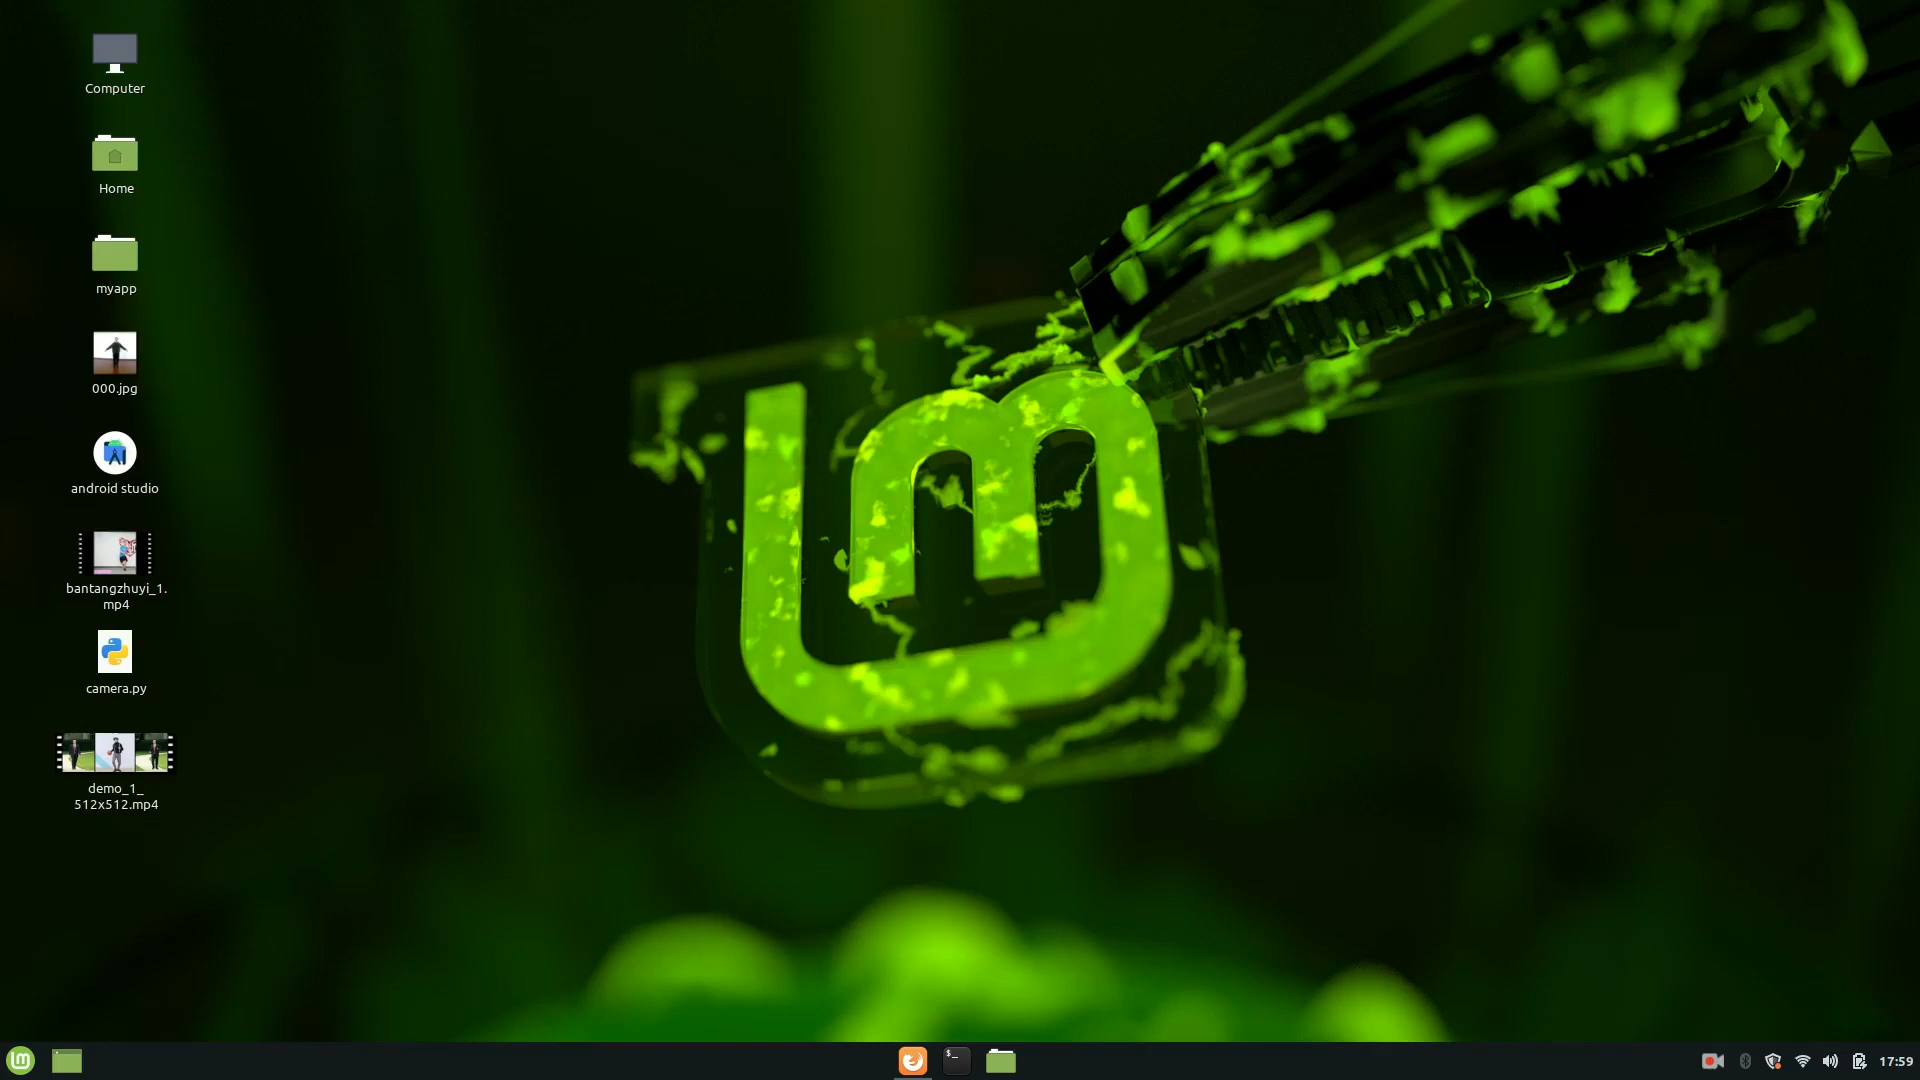 Computer
Home
myapp
000.jpg
android studio
bantangzhuyi_1.
mp4
camera.py
demo_1_
512x512.mp4
$_
17:59